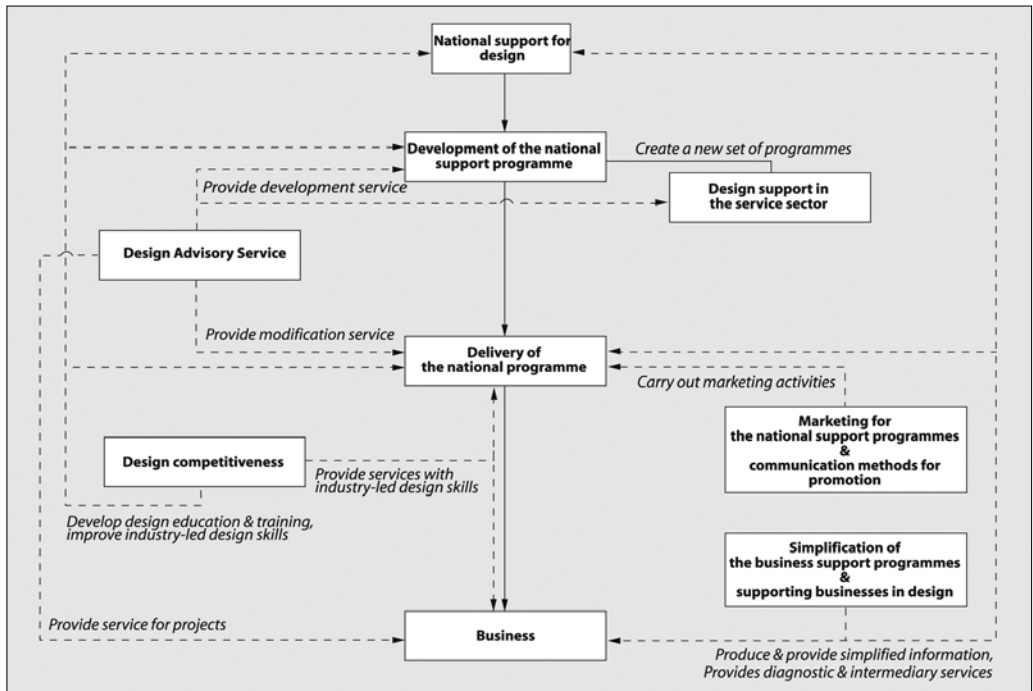 National support for
design
Development of the national
support programme
Create a new set of programmes
Provide development service
Design support in
the service sector
Design Advisory Service
Provide modification service
Delivery of
the national programme
Carry out marketing activities
Marketing for
the national support programmes
&
communication methods for
promotion
Design competitiveness
Provide services with
industry-led design skills
Develop design education & training,
improve industry-led design skills
Simplification of
the business support programmes
&
supporting businesses in design
Provide service for projects
Business
Produce & provide simplified information,
Provides diagnostic & intermediary services